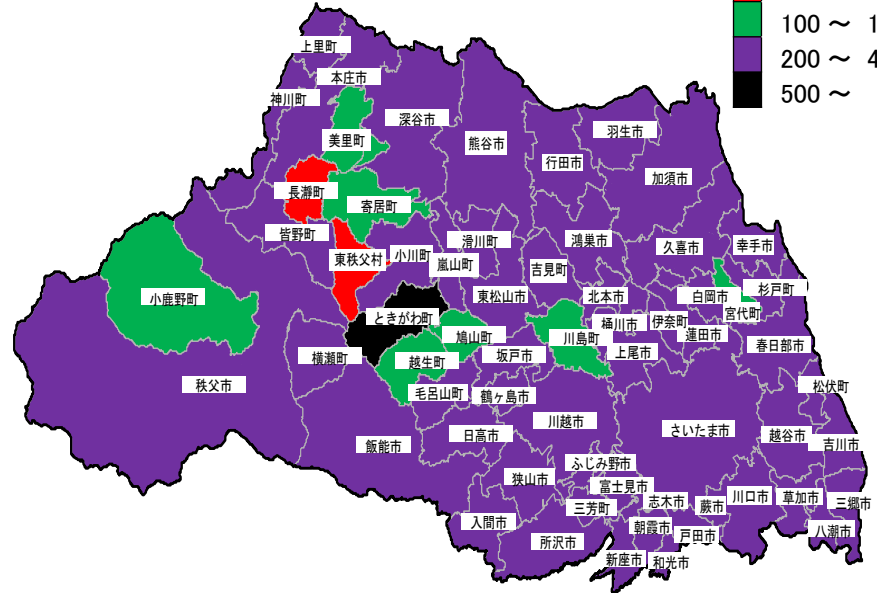 100 ～ 1
200 ～ 4
500 ～
上里町
本庄市
神川町
深谷市
美里町
熊谷市
羽生市
行田市
加須市
長瀞町
寄居町
皆野町
東秩父村
小川町
滑川町
嵐山町
吉見町
鴻巣市
久喜市
幸手市
小鹿野町
東松山市
北本市
白岡市
杉戸町
宮代町
ときがわ町
鳩山町
川島町
桶川市
伊奈町
蓮田市
春日部市
横瀬町
越生町
坂戸市
上尾市
秩父市
毛呂山町
鶴ヶ島市
松伏町
川越市
さいたま市
越谷市
吉川市
飯能市
日高市
ふじみ野市
狭山市
富士見市
志木市
蕨市
川口市
草加市
三郷市
三芳町
入間市
朝霞市
戸田市
八潮市
所沢市
新座市
和光市